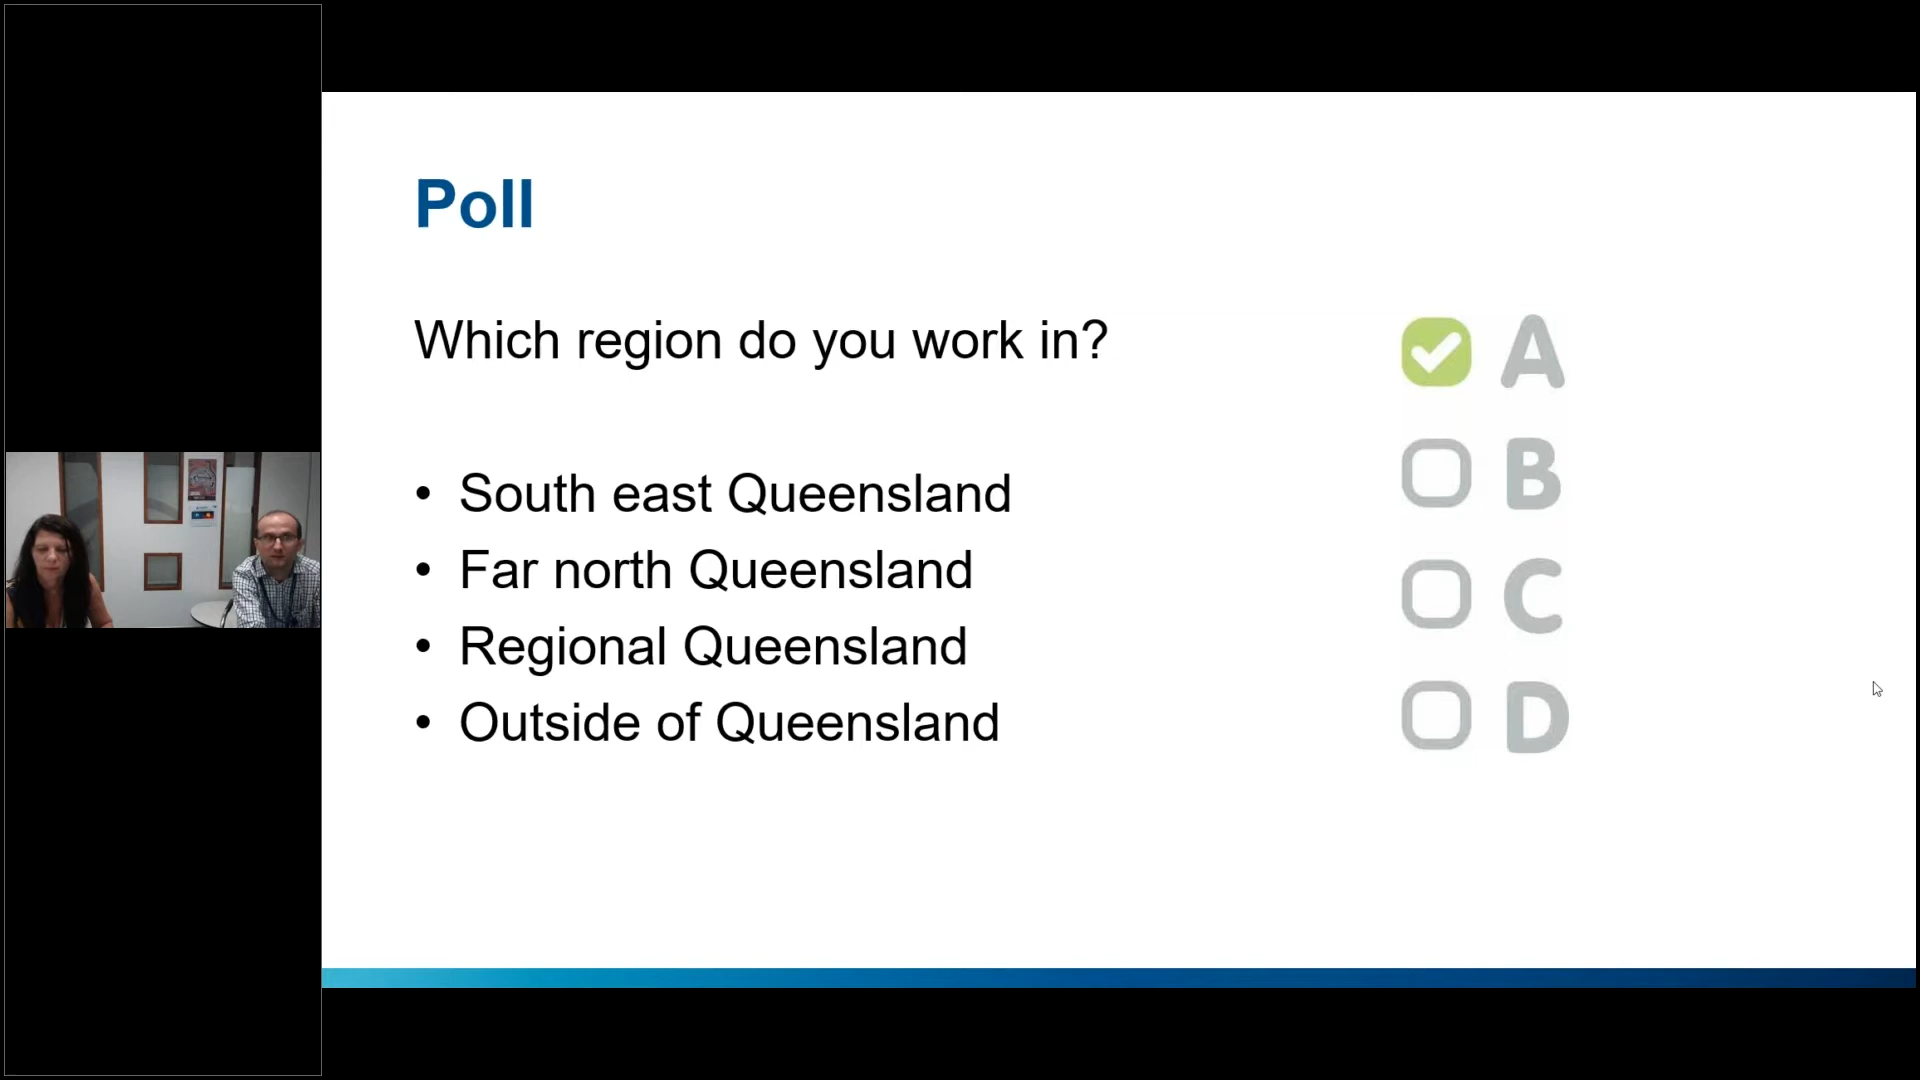 Poll
Which region do you work in?
• South east Queensland
• Far north Queensland
• Regional Queensland
• Outside of Queensland
A
B
C
D